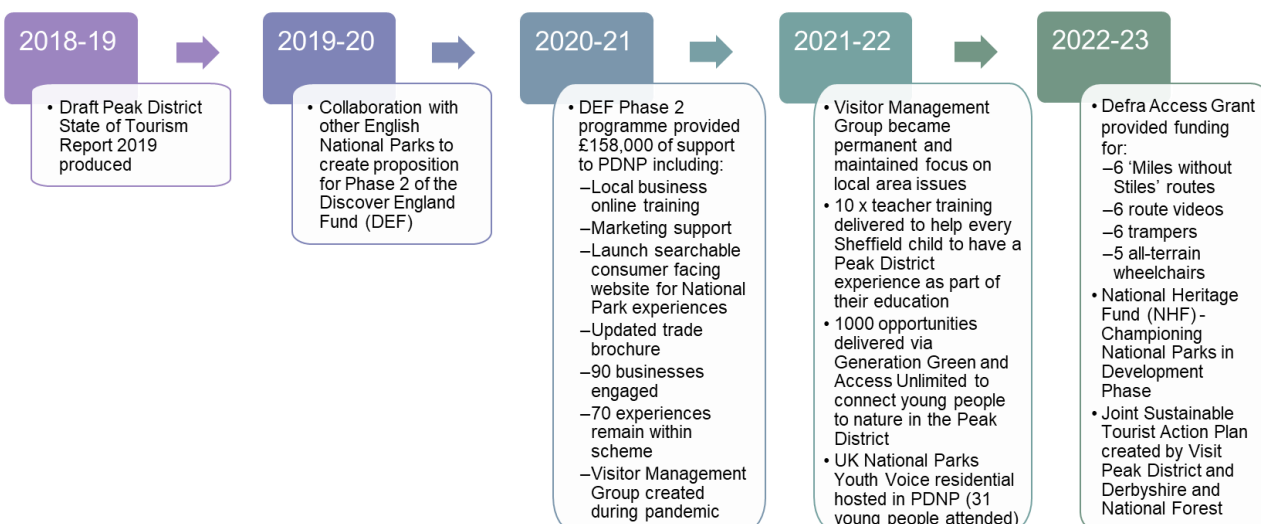 2018-19
• Draft Peak District
State of Tourism
Report 2019
produced
2019-20
• Collaboration with
other English
National Parks to
create proposition
for Phase 2 of the
Discover England
Fund (DEF)
2020-21
• DEF Phase 2
programme provided
£158,000 of support
to PDNP including:
–Local business
online training
–Marketing support
–Launch searchable
consumer facing
website for National
Park experiences
–Updated trade
brochure
–90 businesses
engaged
–70 experiences
remain within
scheme
–Visitor Management
Group created
during pandemic
2021-22
• Visitor Management
Group became
permanent and
maintained focus on
local area issues
• 10 x teacher training
delivered to help every
Sheffield child to have a
Peak District
experience as part of
their education
• 1000 opportunities
delivered via
Generation Green and
Access Unlimited to
connect young people
to nature in the Peak
District
• UK National Parks
Youth Voice residential
hosted in PDNP (31
young people attended)
2022-23
• Defra Access Grant
provided funding
for:
–6 ‘Miles without
Stiles’ routes
–6 route videos
–6 trampers
–5 all-terrain
wheelchairs
• National Heritage
Fund (NHF) -
Championing
National Parks in
Development
Phase
• Joint Sustainable
Tourist Action Plan
created by Visit
Peak District and
Derbyshire and
National Forest